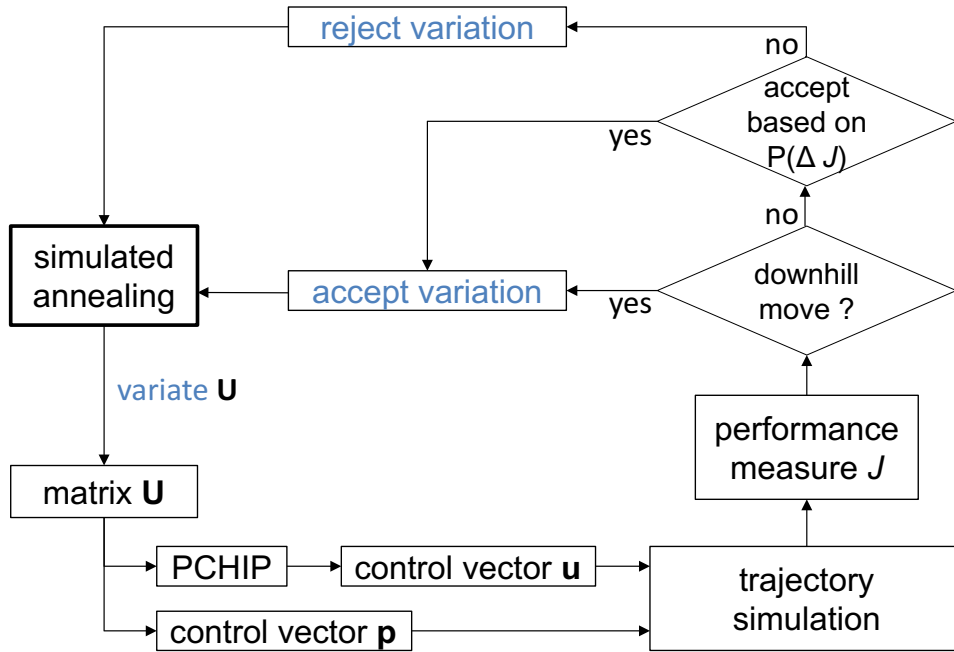 reject variation
no
accept
based on
P(Δ J)
yes
no
simulated
annealing
accept variation
yes
downhill
move ?
variate U
performance
measure J
matrix U
PCHIP
control vector u
trajectory
simulation
control vector p